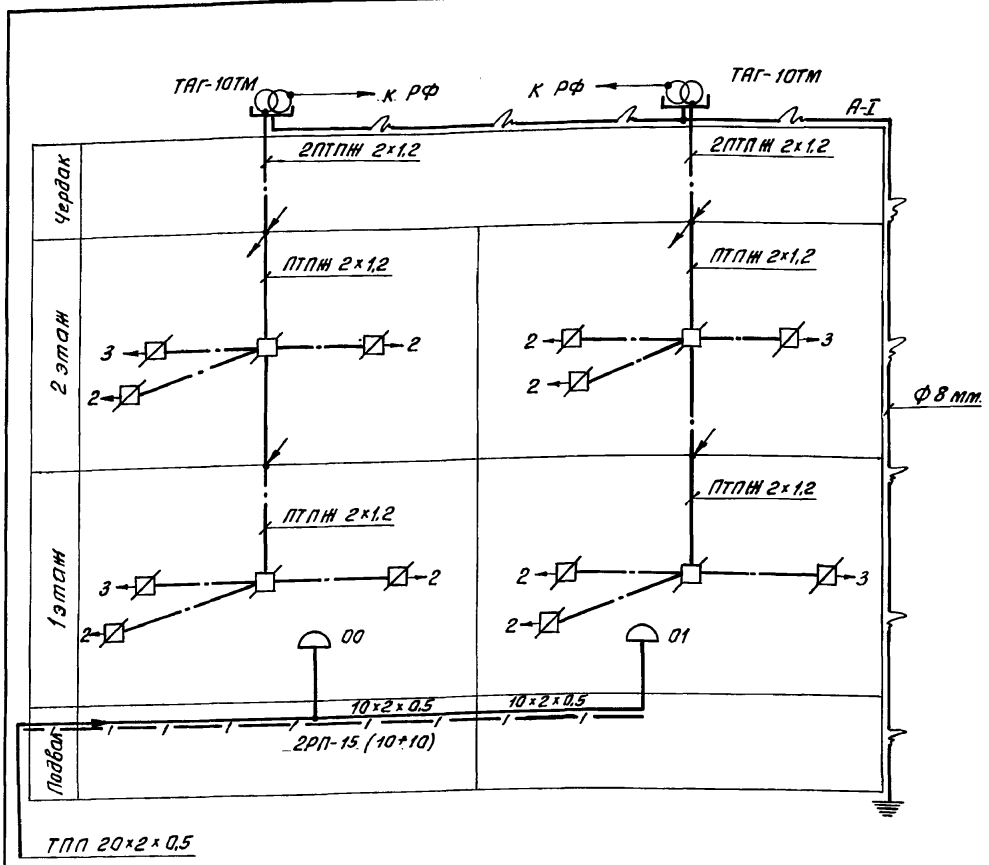 ТАГ-10ТМ
К РФ
К РФ
ТАГ-10ТМ
А-I
Чердак
2ПТПЖ 2×1,2
2ПТПЖ 2×1,2
2 этаж
ПТПЖ 2×1,2
ПТПЖ 2×1,2
3
2
2
3
2
2
Ф 8 мм.
1 этаж
ПТПЖ 2×1,2
ПТПЖ 2×1,2
3
2
2
3
2
2
00
01
Подвал
10×2×0,5
10×2×0,5
2РП-15 (10+10)
ТПП 20×2×0,5